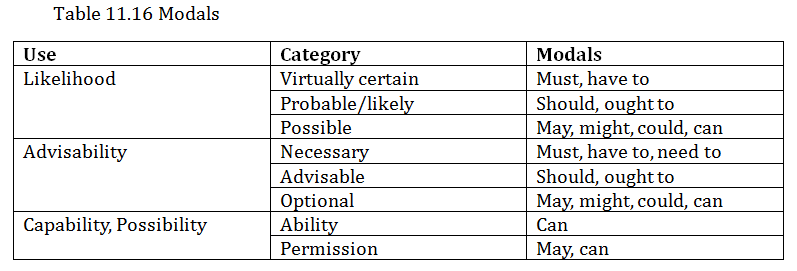 Table 11.16 Modals
Use Category Modals
Likelihood Virtually certain Must, have to
Probable/likely Should, ought to
Possible May, might, could, can
Advisability Necessary Must, have to, need to
Advisable Should, ought to
Optional May, might, could, can
Capability, Possibility Ability Can
Permission May, can